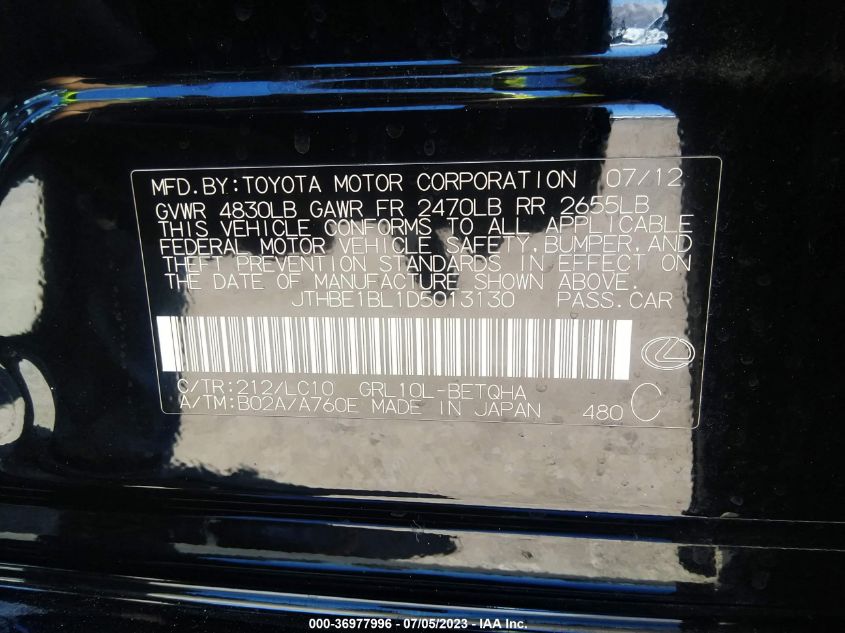 MFD.BY:TOYOTA MOTOR CORPORATION 07/12
GVWR 4830LB GAWR FR 2470LB RR 2655LB
THIS VEHICLE CONFORMS TO ALL APPLICABLE
FEDERAL MOTOR VEHICLE SAFETY,BUMPER,AND
THEFT PREVENTION STANDARDS IN EFFECT ON
THE DATE OF MANUFACTURE SHOWN ABOVE.
JTHBE1BL1D5013130 PASS.CAR
C/TR:212/LC10 GRL10L-BETQHA
A/TM:B02A/A760E MADE IN JAPAN 480 C
000-36977996 - 07/05/2023 - IAA Inc.